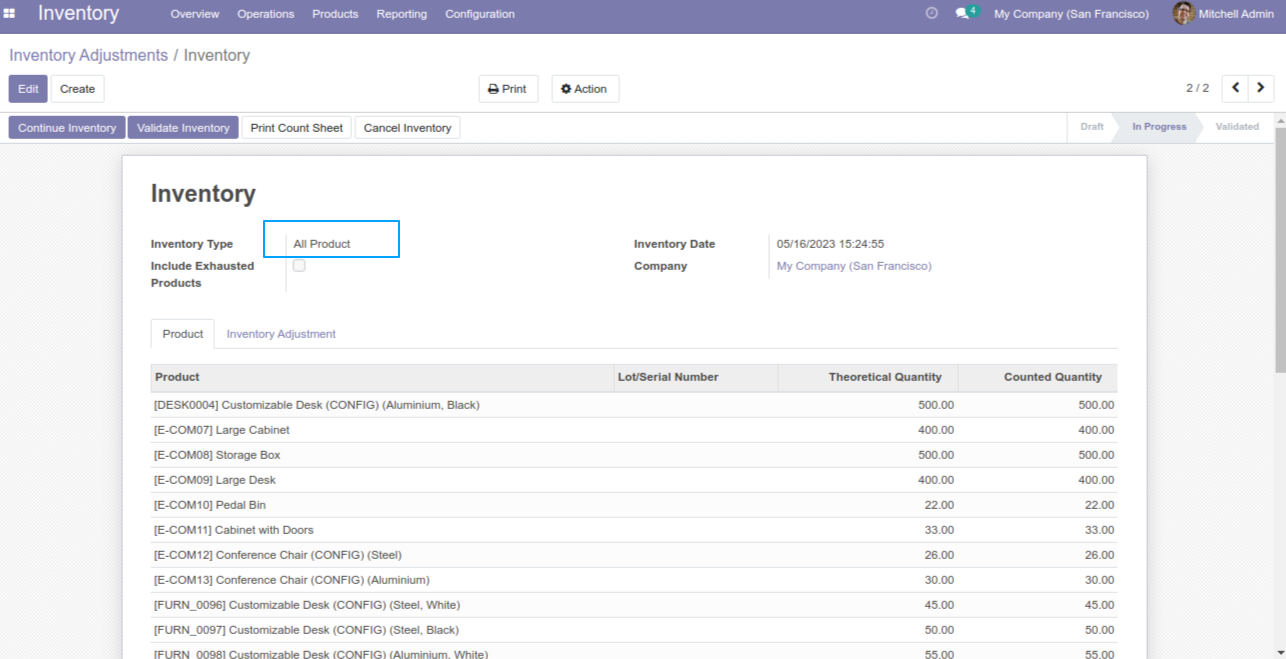 Inventory Overview Operations Products Reporting Configuration 4 My Company (San Francisco) Mitchell Admin
Inventory Adjustments / Inventory
Edit Create Print Action 2 / 2
Continue Inventory Validate Inventory Print Count Sheet Cancel Inventory Draft In Progress Validated
Inventory
Inventory Type All Product Inventory Date 05/16/2023 15:24:55
Include Exhausted Products Company My Company (San Francisco)
Product Inventory Adjustment
Product Lot/Serial Number Theoretical Quantity Counted Quantity
[DESK0004] Customizable Desk (CONFIG) (Aluminium, Black) 500.00 500.00
[E-COM07] Large Cabinet 400.00 400.00
[E-COM08] Storage Box 500.00 500.00
[E-COM09] Large Desk 400.00 400.00
[E-COM10] Pedal Bin 22.00 22.00
[E-COM11] Cabinet with Doors 33.00 33.00
[E-COM12] Conference Chair (CONFIG) (Steel) 26.00 26.00
[E-COM13] Conference Chair (CONFIG) (Aluminium) 30.00 30.00
[FURN_0096] Customizable Desk (CONFIG) (Steel, White) 45.00 45.00
[FURN_0097] Customizable Desk (CONFIG) (Steel, Black) 50.00 50.00
[FURN_0098] Customizable Desk (CONFIG) (Aluminium, White) 55.00 55.00